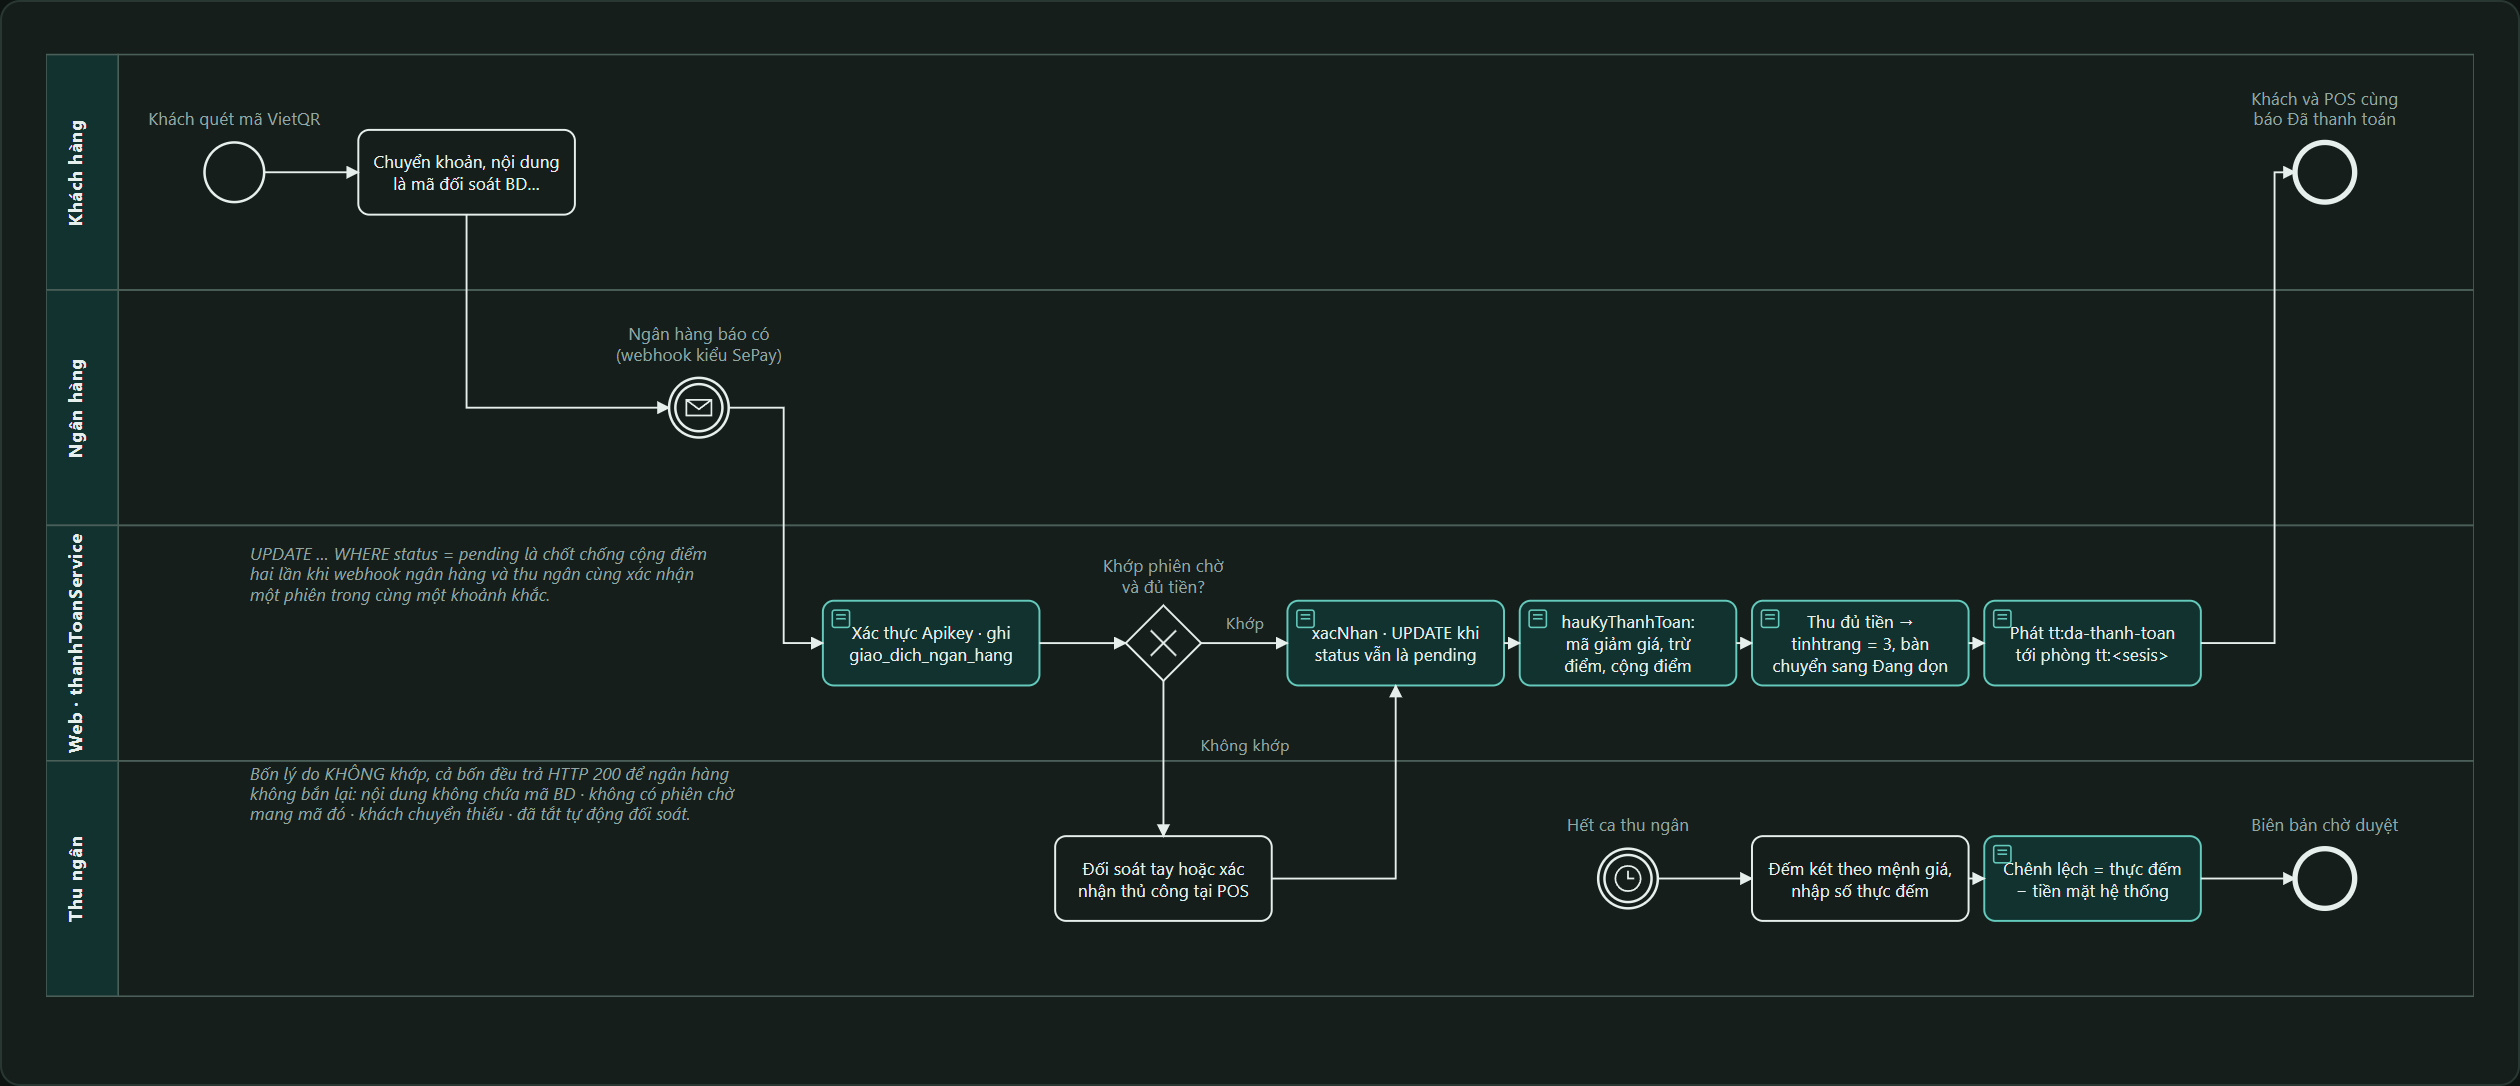 Khách hàng
Khách quét mã VietQR
Chuyển khoản, nội dung
là mã đối soát BD...
Khách và POS cùng
báo Đã thanh toán
Ngân hàng
Ngân hàng báo có
(webhook kiểu SePay)
Web · thanhToanService
UPDATE ... WHERE status = pending là chốt chống cộng điểm
hai lần khi webhook ngân hàng và thu ngân cùng xác nhận
một phiên trong cùng một khoảnh khắc.
Xác thực Apikey · ghi
giao_dich_ngan_hang
Khớp phiên chờ
và đủ tiền?
Khớp
xacNhan · UPDATE khi
status vẫn là pending
hauKyThanhToan:
mã giảm giá, trừ
điểm, cộng điểm
Thu đủ tiền →
tinhtrang = 3, bàn
chuyển sang Đang dọn
Phát tt:da-thanh-toan
tới phòng tt:<sesis>
Không khớp
Thu ngân
Bốn lý do KHÔNG khớp, cả bốn đều trả HTTP 200 để ngân hàng
không bắn lại: nội dung không chứa mã BD · không có phiên chờ
mang mã đó · khách chuyển thiếu · đã tắt tự động đối soát.
Đối soát tay hoặc xác
nhận thủ công tại POS
Hết ca thu ngân
Đếm két theo mệnh giá,
nhập số thực đếm
Chênh lệch = thực đếm
− tiền mặt hệ thống
Biên bản chờ duyệt